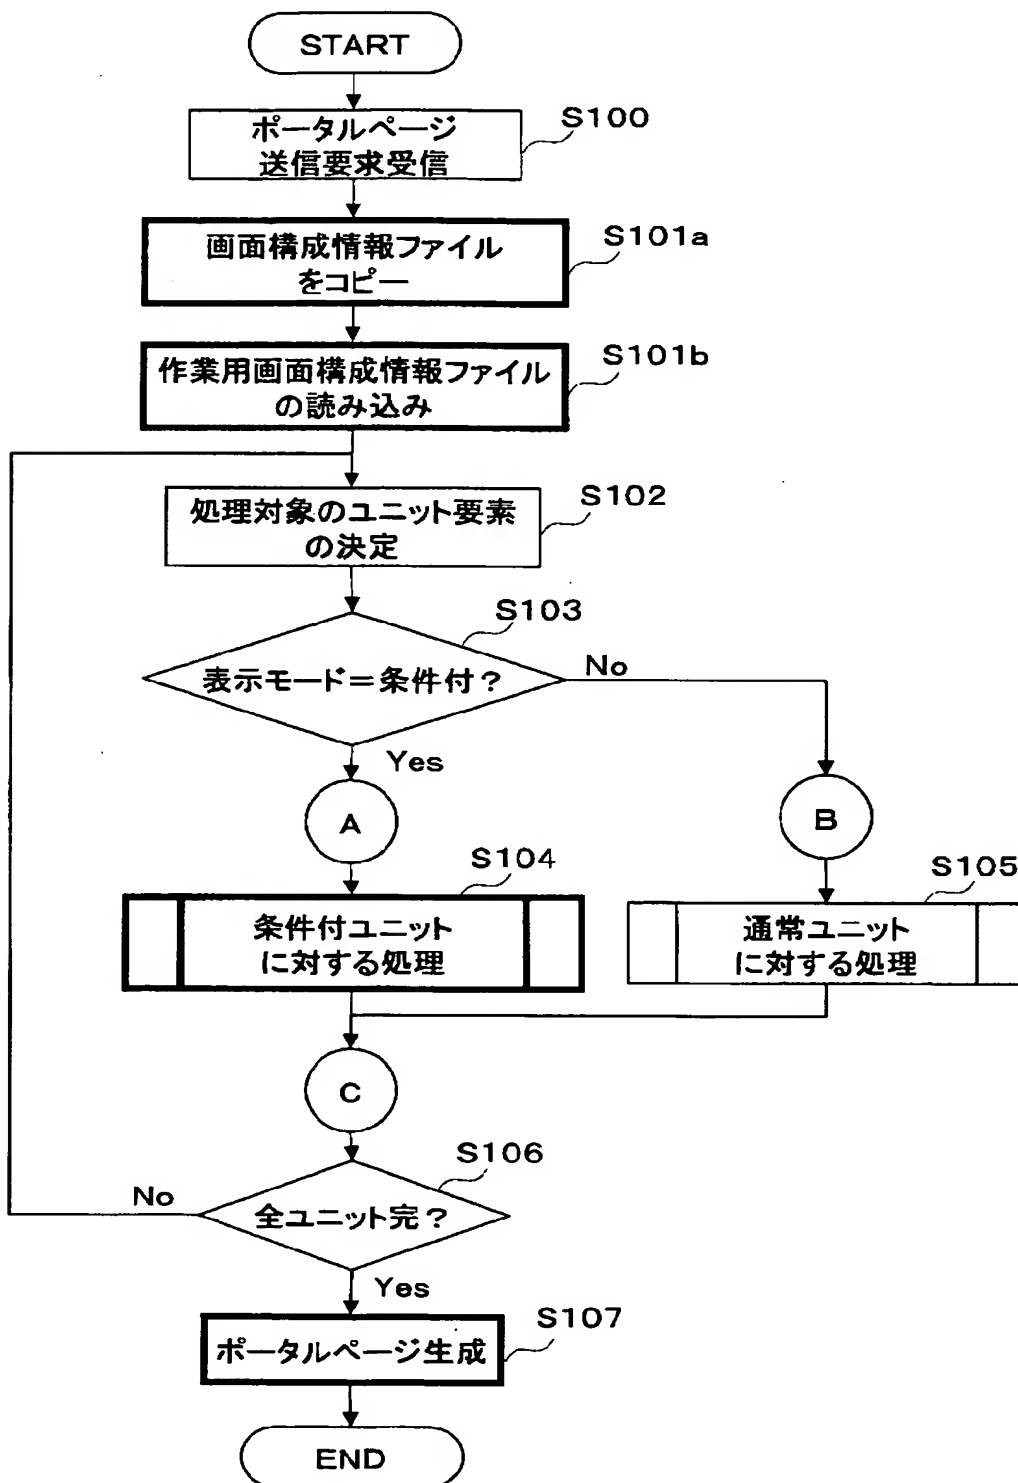 START
ポータルページ
送信要求受信
S100
画面構成情報ファイル
をコピー
S101a
作業用画面構成情報ファイル
の読み込み
S101b
処理対象のユニット要素
の決定
S102
表示モード=条件付?
S103
No
Yes
A
B
条件付ユニット
に対する処理
S104
通常ユニット
に対する処理
S105
C
全ユニット完?
S106
No
Yes
ポータルページ生成
S107
END